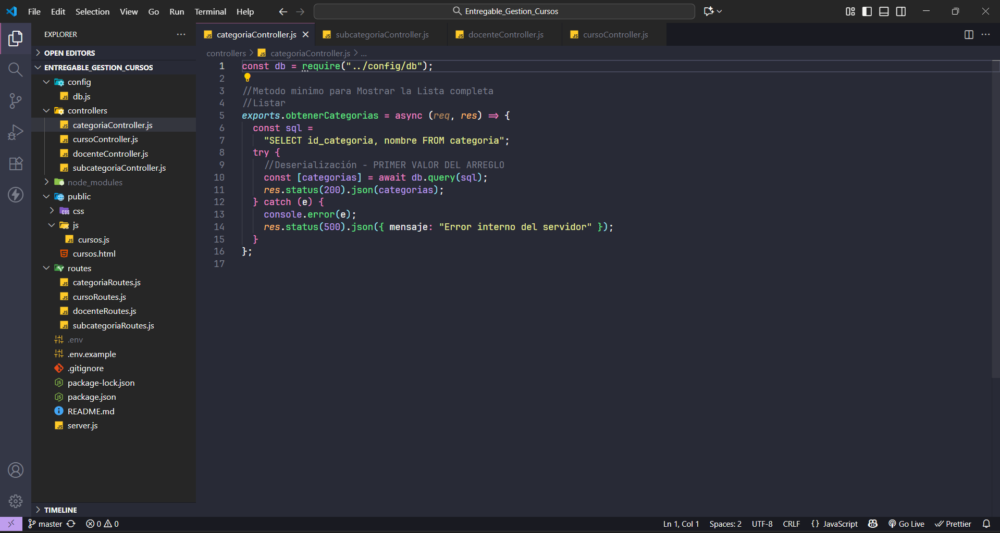 File Edit Selection View Go Run Terminal Help
Entregable_Gestion_Cursos
EXPLORER
OPEN EDITORS
ENTREGABLE_GESTION_CURSOS
config
db.js
controllers
categoriaController.js
cursoController.js
docenteController.js
subcategoriaController.js
node_modules
public
css
js
cursos.js
cursos.html
routes
categoriaRoutes.js
cursoRoutes.js
docenteRoutes.js
subcategoriaRoutes.js
.env
.env.example
.gitignore
package-lock.json
package.json
README.md
server.js
TIMELINE
categoriaController.js subcategoriaController.js docenteController.js cursoController.js
controllers > categoriaController.js > ...
1 const db = require("../config/db");
2
3 //Metodo minimo para Mostrar la Lista completa
4 //Listar
5 exports.obtenerCategorias = async (req, res) => {
6 const sql =
7 "SELECT id_categoria, nombre FROM categoria";
8 try {
9 //Deserialización - PRIMER VALOR DEL ARREGLO
10 const [categorias] = await db.query(sql);
11 res.status(200).json(categorias);
12 } catch (e) {
13 console.error(e);
14 res.status(500).json({ mensaje: "Error interno del servidor" });
15 }
16 };
17
master 0 0 Ln 1, Col 1 Spaces: 2 UTF-8 CRLF {} JavaScript Go Live Prettier